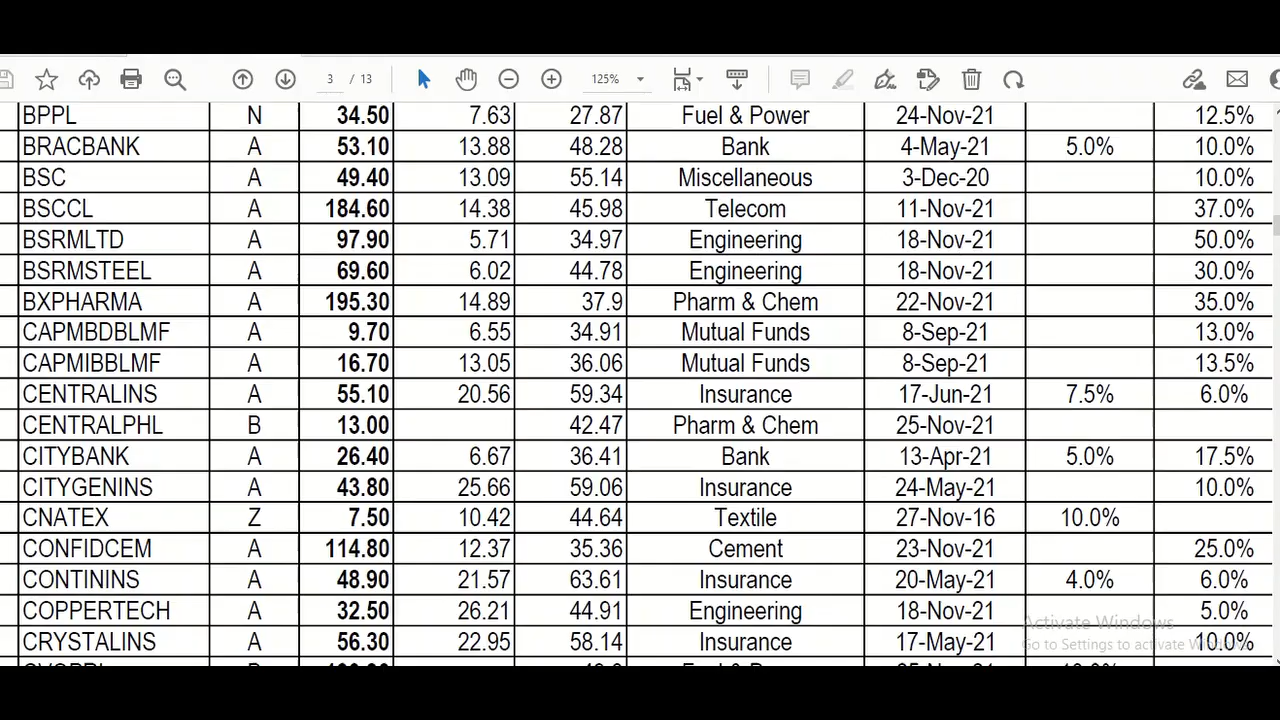 3 / 13 125%
BPPL N 34.50 7.63 27.87 Fuel & Power 24-Nov-21 12.5%
BRACBANK A 53.10 13.88 48.28 Bank 4-May-21 5.0% 10.0%
BSC A 49.40 13.09 55.14 Miscellaneous 3-Dec-20 10.0%
BSCCL A 184.60 14.38 45.98 Telecom 11-Nov-21 37.0%
BSRMLTD A 97.90 5.71 34.97 Engineering 18-Nov-21 50.0%
BSRMSTEEL A 69.60 6.02 44.78 Engineering 18-Nov-21 30.0%
BXPHARMA A 195.30 14.89 37.9 Pharm & Chem 22-Nov-21 35.0%
CAPMBDBLMF A 9.70 6.55 34.91 Mutual Funds 8-Sep-21 13.0%
CAPMIBBLMF A 16.70 13.05 36.06 Mutual Funds 8-Sep-21 13.5%
CENTRALINS A 55.10 20.56 59.34 Insurance 17-Jun-21 7.5% 6.0%
CENTRALPHL B 13.00 42.47 Pharm & Chem 25-Nov-21
CITYBANK A 26.40 6.67 36.41 Bank 13-Apr-21 5.0% 17.5%
CITYGENINS A 43.80 25.66 59.06 Insurance 24-May-21 10.0%
CNATEX Z 7.50 10.42 44.64 Textile 27-Nov-16 10.0%
CONFIDCEM A 114.80 12.37 35.36 Cement 23-Nov-21 25.0%
CONTININS A 48.90 21.57 63.61 Insurance 20-May-21 4.0% 6.0%
COPPERTECH A 32.50 26.21 44.91 Engineering 18-Nov-21 5.0%
Activate Windows
CRYSTALINS A 56.30 22.95 58.14 Insurance 17-May-21 10.0%
Go to Settings to activate Windows.